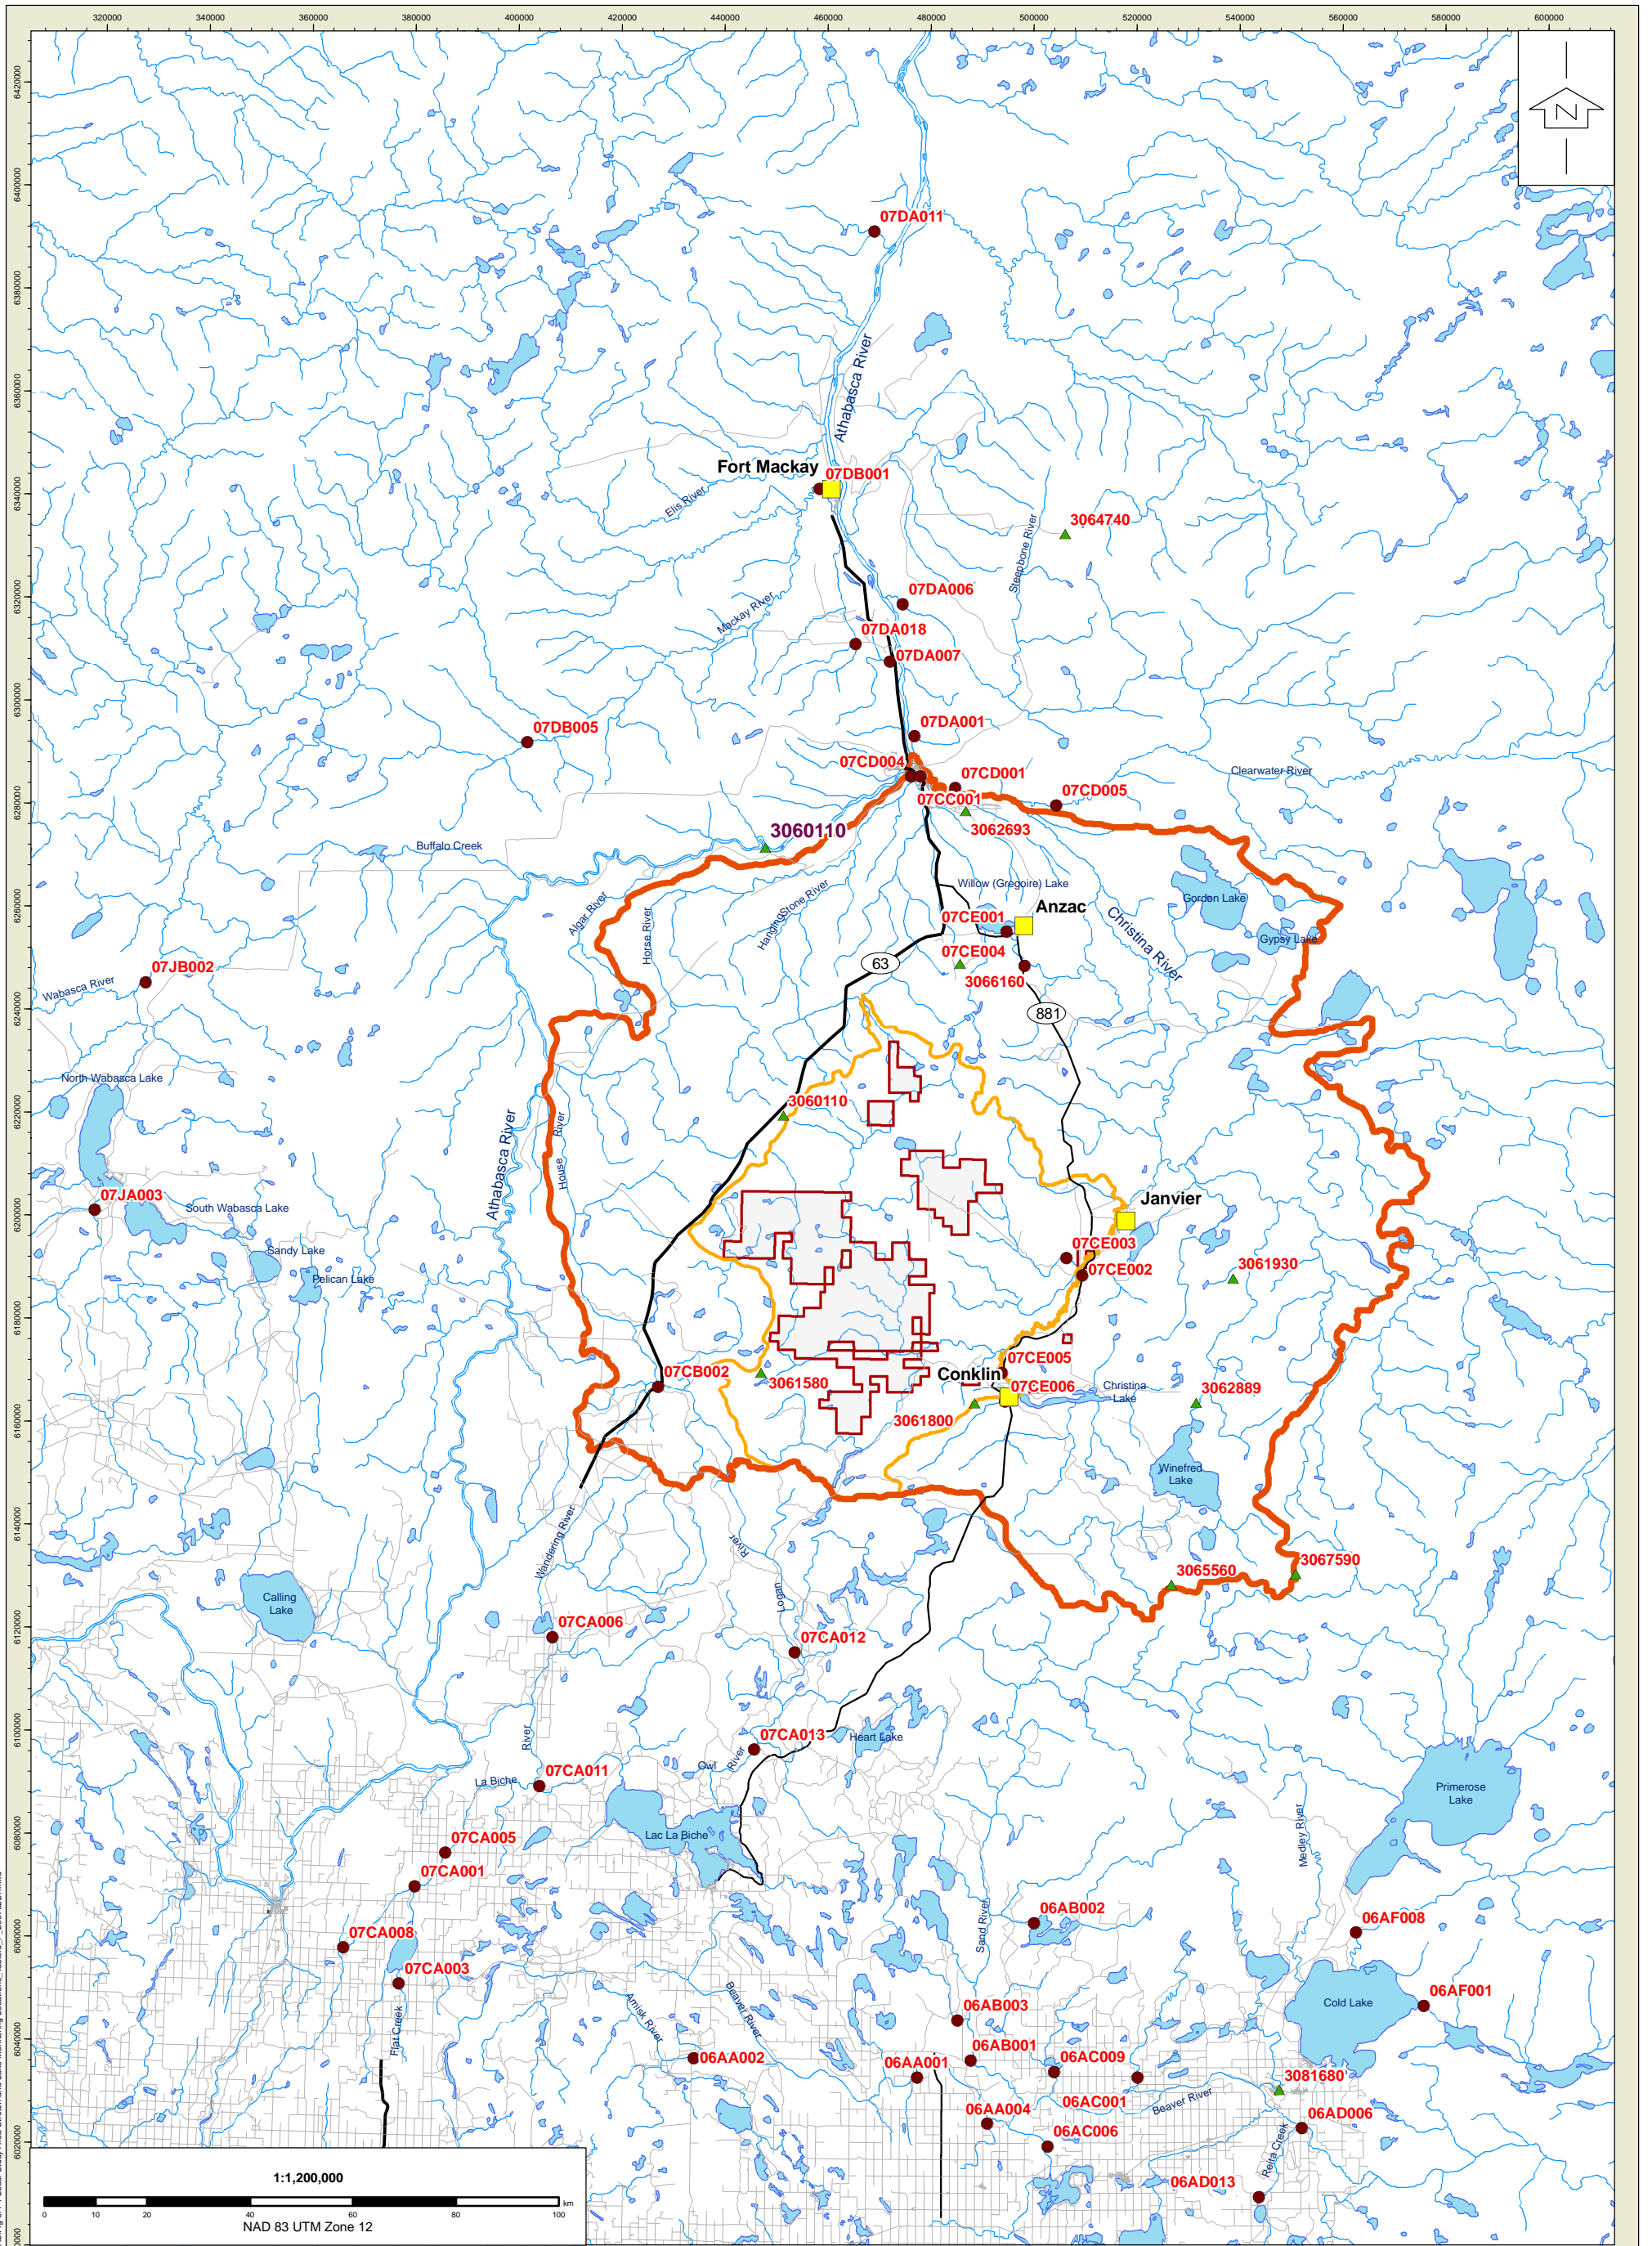 320000
340000
360000
380000
400000
420000
440000
460000
480000
500000
520000
540000
560000
580000
600000
6420000
6400000
6380000
6360000
6340000
6320000
6300000
6280000
6260000
6240000
6220000
6200000
6180000
6160000
6140000
6120000
6100000
6080000
6060000
6040000
6020000
N
07DA011
Athabasca River
Fort Mackay
07DB001
Elis River
3064740
Steepbone River
07DA006
Mackay River
07DA018
07DA007
07DB005
07DA001
07CD004
07CD001
Clearwater River
07CD005
07CC001
3062693
3060110
Buffalo Creek
Willow (Gregoire) Lake
Algar River
Horse River
HangingStone River
07CE001
Anzac
Christina River
Gordon Lake
Gypsy Lake
07CE004
63
3066160
07JB002
Wabasca River
881
North Wabasca Lake
3060110
Athabasca River
House River
07JA003
South Wabasca Lake
Janvier
Sandy Lake
Pelican Lake
07CE003
07CE002
3061930
07CE005
07CB002
3061580
Conklin
07CE006
Christina
Lake
3062889
3061800
Winefred
Lake
Wandering River
Logan River
3065560
3067590
Calling
Lake
07CA006
07CA012
River
07CA013
Heart Lake
Owl River
La Biche
07CA011
Primerose
Lake
Lac La Biche
Medley River
07CA005
07CA001
Sand River
06AB002
06AF008
07CA008
07CA003
Flat Creek
Amisk River
Beaver River
Cold Lake
06AF001
06AB003
06AB001
06AA002
06AA001
06AC009
06AC001
3081680
Beaver River
06AA004
06AD006
06AC006
Reita Creek
06AD013
1:1,200,000
0
10
20
40
60
80
100
km
NAD 83 UTM Zone 12